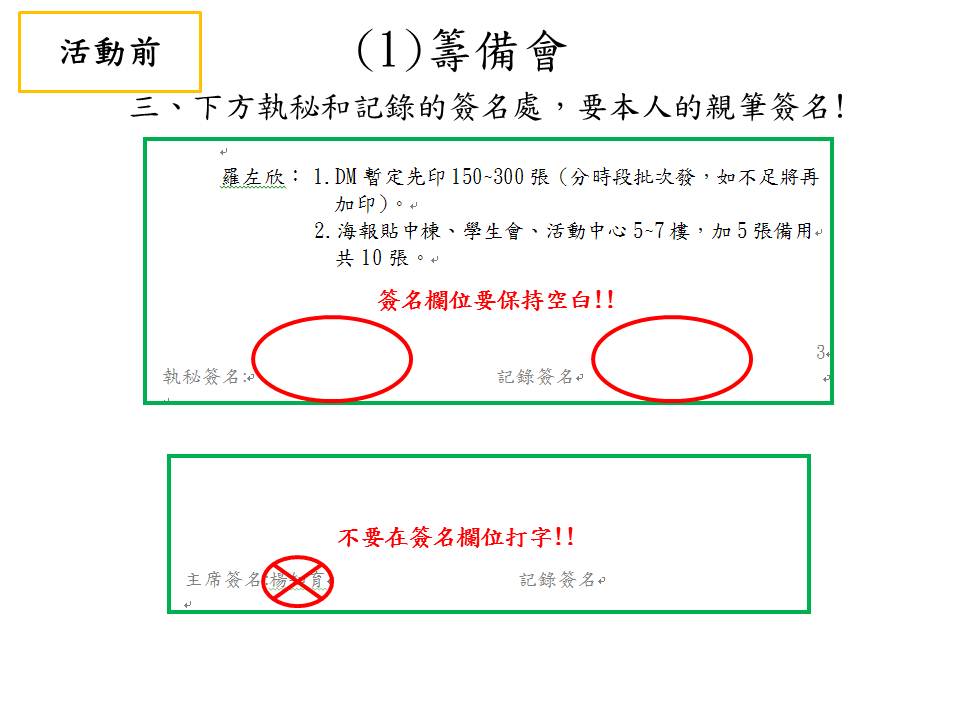 活動前
(1)籌備會
三、下方執秘和記錄的簽名處，要本人的親筆簽名!
羅左欣： 1.DM 暫定先印 150~300 張 (分時段批次發，如不足將再
加印)。
2.海報貼中棟、學生會、活動中心 5~7 樓，加 5 張備用
共 10 張。
簽名欄位要保持空白!!
3
執秘簽名: 記錄簽名
不要在簽名欄位打字!!
主席簽名:楊 育 記錄簽名